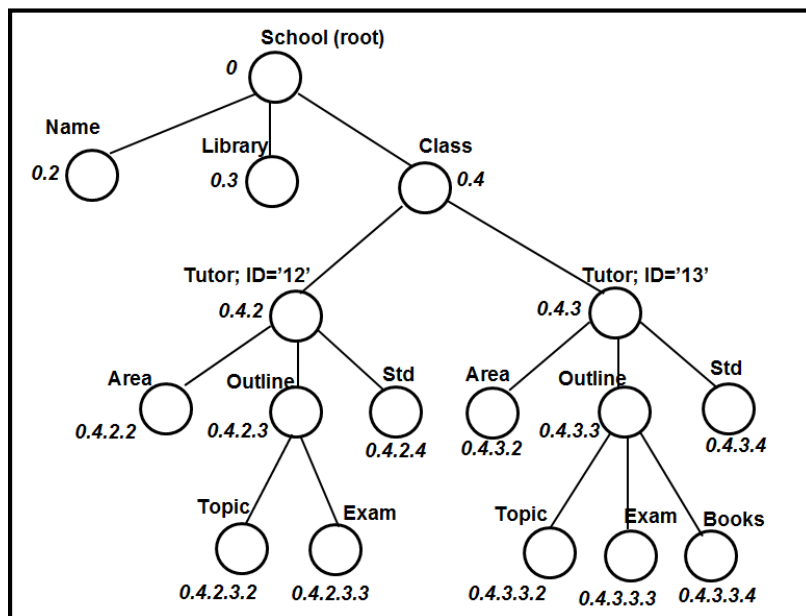 School (root)
0
Name
Library
Class
0.2
0.3
0.4
Tutor; ID=’12’
Tutor; ID=’13’
0.4.2
0.4.3
Area
Outline
Std
Area
Outline
Std
0.4.2.2
0.4.2.3
0.4.2.4
0.4.3.2
0.4.3.3
0.4.3.4
Topic
Exam
Topic
Exam
Books
0.4.2.3.2
0.4.2.3.3
0.4.3.3.2
0.4.3.3.3
0.4.3.3.4